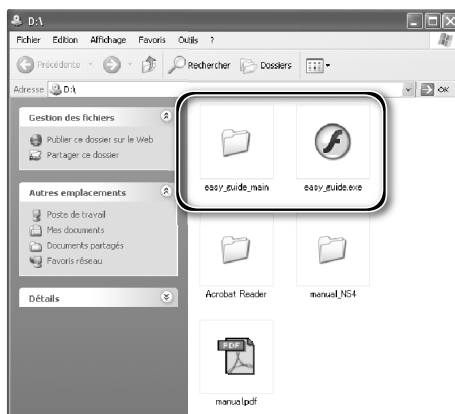 D:\
Fichier Edition Affichage Favoris Outils ?
Précédente Rechercher Dossiers
Adresse D:\ OK
Gestion des fichiers
Publier ce dossier sur le Web
Partager ce dossier
Autres emplacements
Poste de travail
Mes documents
Documents partagés
Favoris réseau
Détails
easy_guide_main easy_guide.exe
Acrobat Reader manual_NS4
PDF
manual.pdf